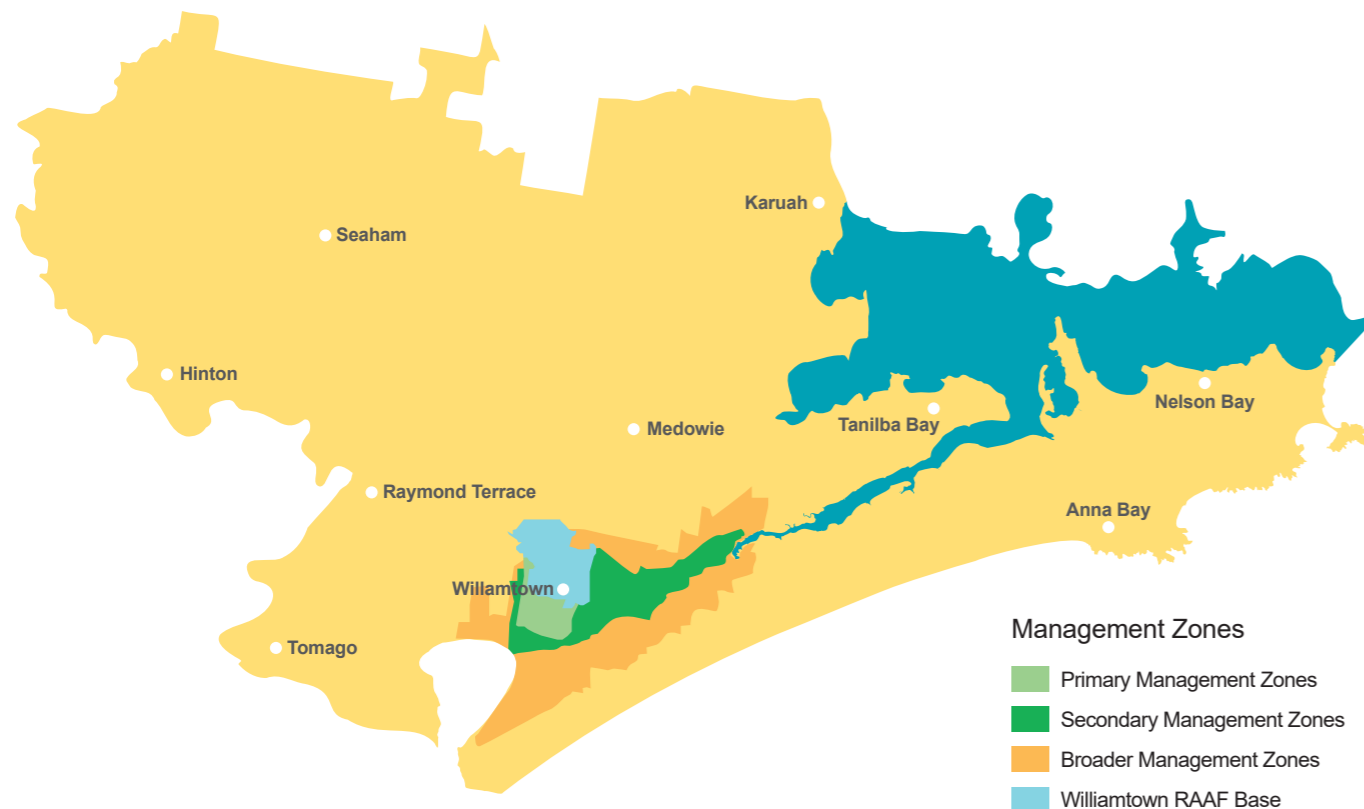 Karuah
Seaham
Hinton
Nelson Bay
Tanilba Bay
Medowie
Raymond Terrace
Anna Bay
Willamtown
Tomago
Management Zones
Primary Management Zones
Secondary Management Zones
Broader Management Zones
Williamtown RAAF Base